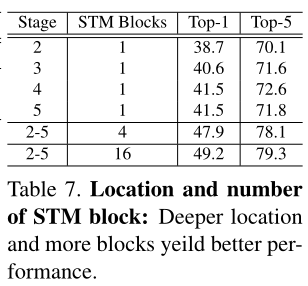 Stage STM Blocks Top-1 Top-5
2 1 38.7 70.1
3 1 40.6 71.6
4 1 41.5 72.6
5 1 41.5 71.8
2-5 4 47.9 78.1
2-5 16 49.2 79.3
Table 7. Location and number
of STM block: Deeper location
and more blocks yeild better per-
formance.